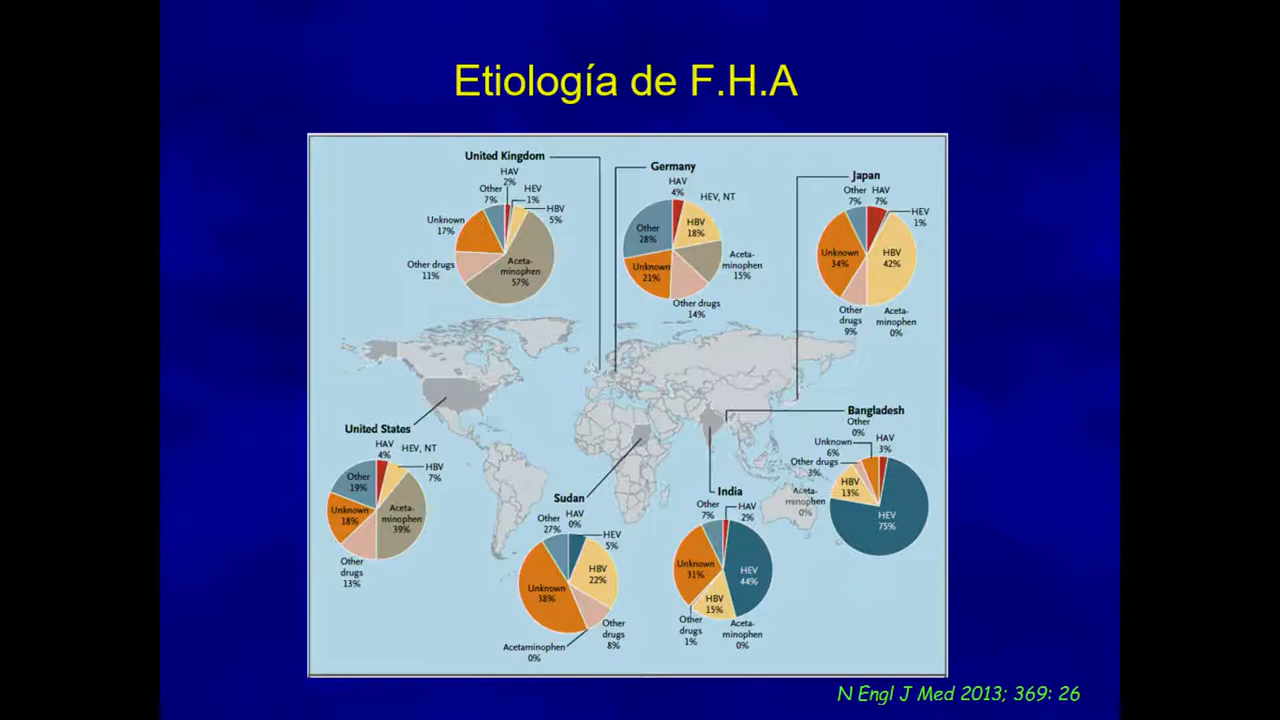 Etiología de F.H.A
United Kingdom
HAV
2%
Other
7%
HEV
1%
HBV
5%
Unknown
17%
Other drugs
11%
Aceta-
minophen
57%
Germany
HAV
4%
HEV, NT
HBV
18%
Other
28%
Aceta-
minophen
15%
Unknown
21%
Other drugs
14%
Japan
Other
7%
HAV
7%
HEV
1%
Unknown
34%
HBV
42%
Other
drugs
9%
Aceta-
minophen
0%
United States
HAV
4%
HEV, NT
HBV
7%
Other
19%
Unknown
18%
Aceta-
minophen
39%
Other
drugs
13%
Sudan
Other
27%
HAV
0%
HEV
5%
HBV
22%
Unknown
38%
Other
drugs
8%
Acetaminophen
0%
India
Other
7%
HAV
2%
Unknown
31%
HEV
44%
HBV
15%
Other
drugs
1%
Aceta-
minophen
0%
Bangladesh
Other
0%
HAV
3%
Unknown
6%
Other drugs
3%
HBV
13%
Aceta-
minophen
0%
HEV
75%
N Engl J Med 2013; 369: 26